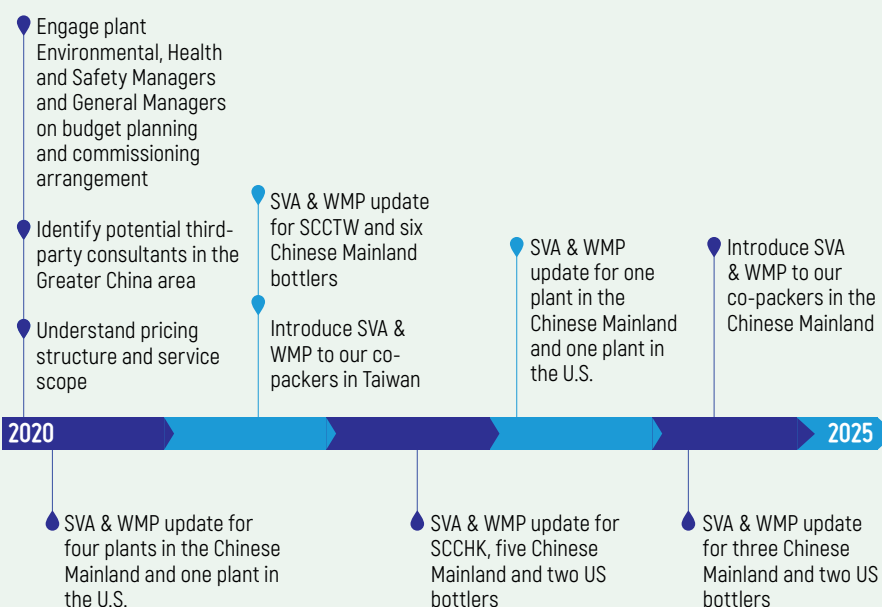 Engage plant
Environmental, Health
and Safety Managers
and General Managers
on budget planning
and commissioning
arrangement
Identify potential third-
party consultants in the
Greater China area
Understand pricing
structure and service
scope
SVA & WMP update
for SCCTW and six
Chinese Mainland
bottlers
Introduce SVA &
WMP to our co-
packers in Taiwan
SVA & WMP
update for one
plant in the
Chinese Mainland
and one plant in
the U.S.
Introduce SVA
& WMP to our
co-packers in the
Chinese Mainland
2020
2025
SVA & WMP update for
four plants in the Chinese
Mainland and one plant in
the U.S.
SVA & WMP update for
SCCHK, five Chinese
Mainland and two US
bottlers
SVA & WMP update
for three Chinese
Mainland and two US
bottlers